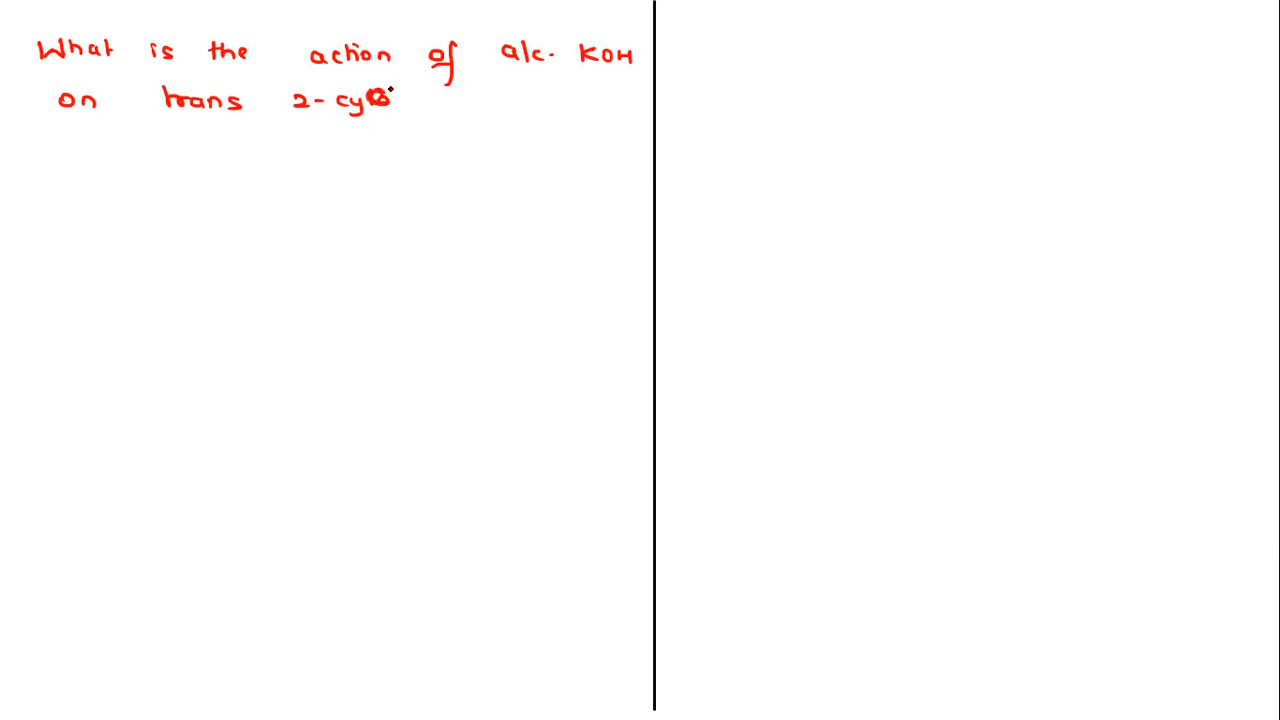 What is the action of alc. KOH
on trans 2-cy